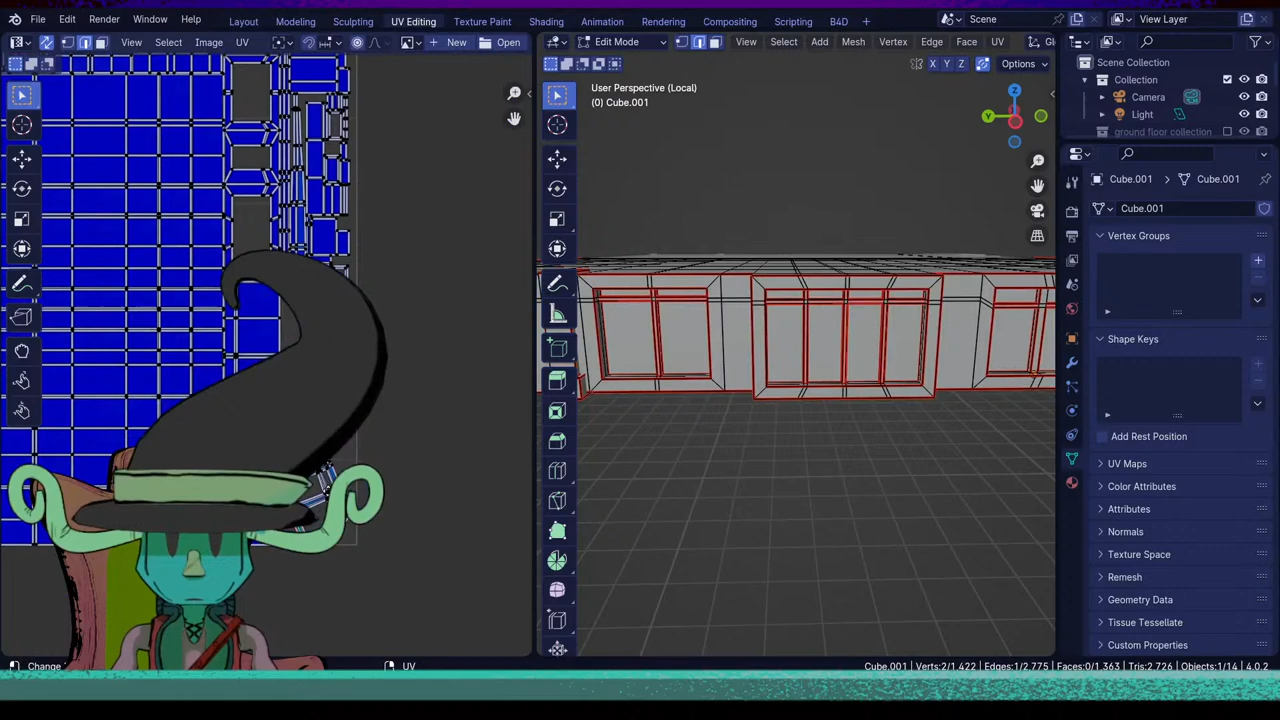 File Edit Render Window Help Layout Modeling Sculpting UV Editing Texture Paint Shading Animation Rendering Compositing Scripting B4D + Scene View Layer
View Select Image UV New Open Edit Mode View Select Add Mesh Vertex Edge Face UV
X Y Z Options
User Perspective (Local)
(0) Cube.001
Z
Y
Scene Collection
Collection
Camera
Light
ground floor collection
Cube.001 Cube.001
Cube.001
Vertex Groups
Shape Keys
Add Rest Position
UV Maps
Color Attributes
Attributes
Normals
Texture Space
Remesh
Geometry Data
Tissue Tessellate
Custom Properties
Change UV Cube.001 | Verts:2/1,422 | Edges:1/2,775 | Faces:0/1,363 | Tris:2,726 | Objects:1/14 | 4.0.2